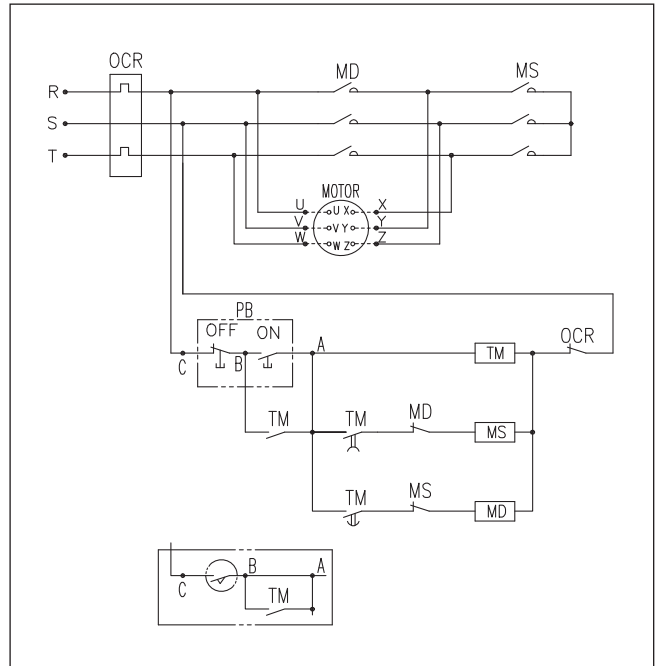 OCR MD MS
R
S
T
MOTOR
U U X X
V V Y Y
W W Z Z
PB
OFF ON A OCR
C B TM
TM TM MD MS
TM MS MD
B A
C TM